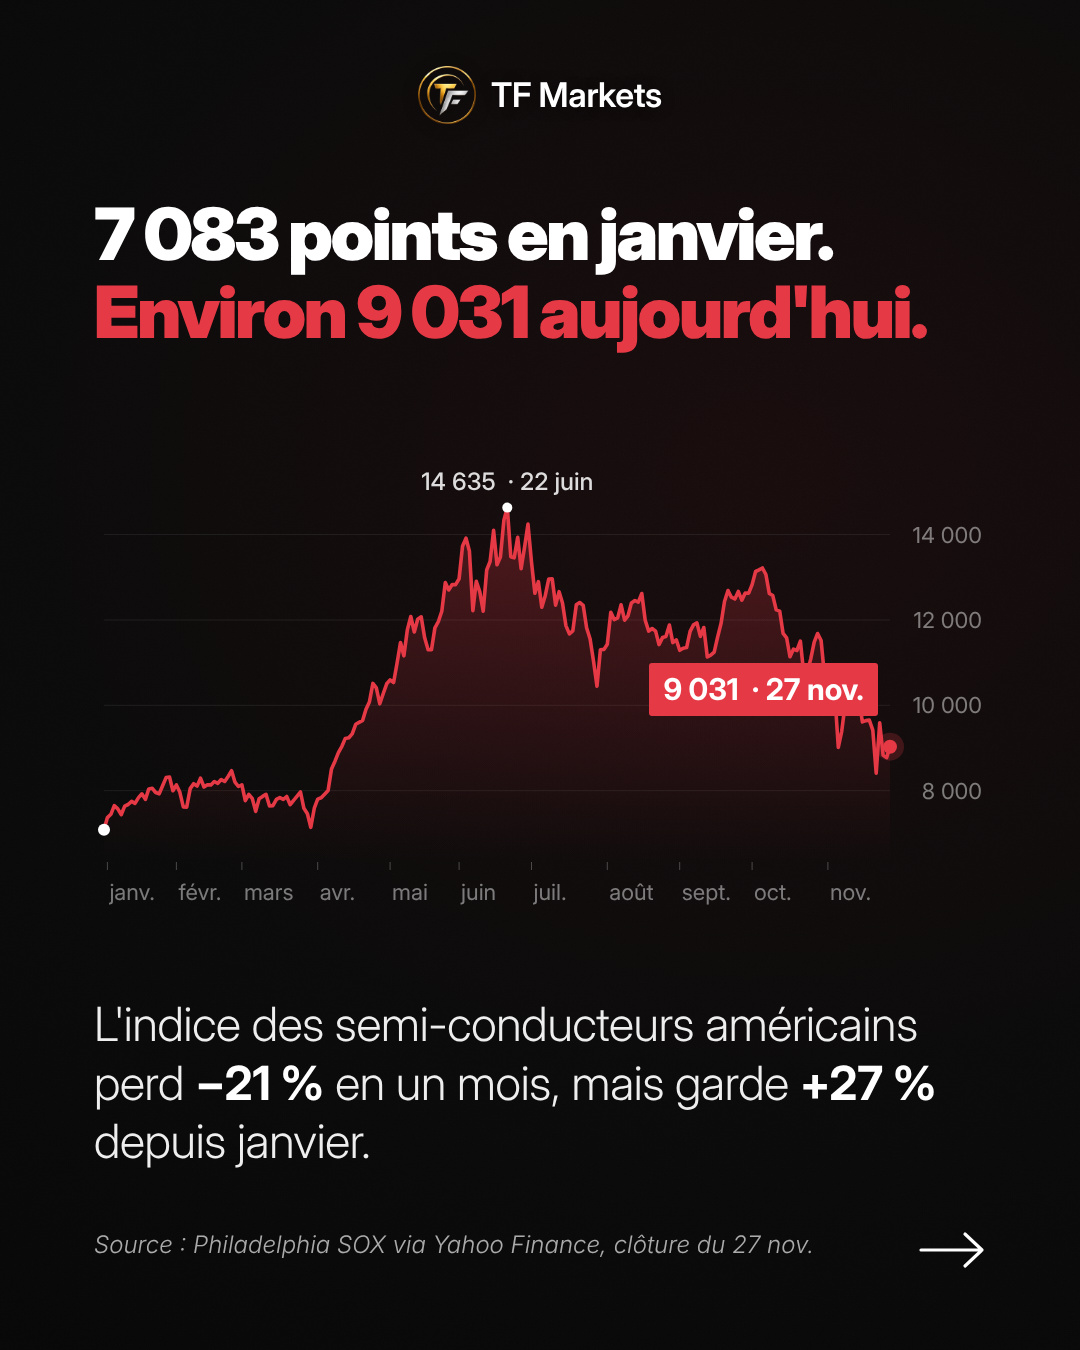 TF TF Markets
7 083 points en janvier.
Environ 9 031 aujourd'hui.
14 635 · 22 juin
14 000
12 000
9 031 · 27 nov.
10 000
8 000
janv. févr. mars avr. mai juin juil. août sept. oct. nov.
L'indice des semi-conducteurs américains
perd −21 % en un mois, mais garde +27 %
depuis janvier.
Source : Philadelphia SOX via Yahoo Finance, clôture du 27 nov.